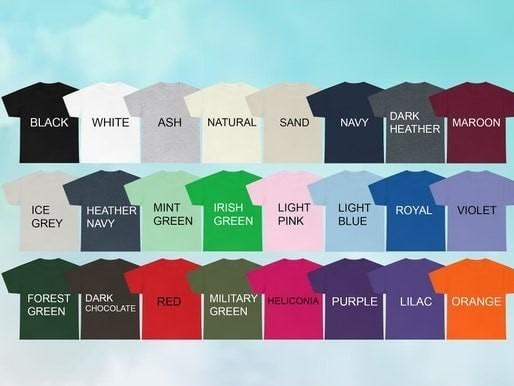 BLACK
WHITE
ASH
NATURAL
SAND
NAVY
DARK
HEATHER
MAROON
ICE
GREY
HEATHER
NAVY
MINT
GREEN
IRISH
GREEN
LIGHT
PINK
LIGHT
BLUE
ROYAL
VIOLET
FOREST
GREEN
DARK
CHOCOLATE
RED
MILITARY
GREEN
HELICONIA
PURPLE
LILAC
ORANGE